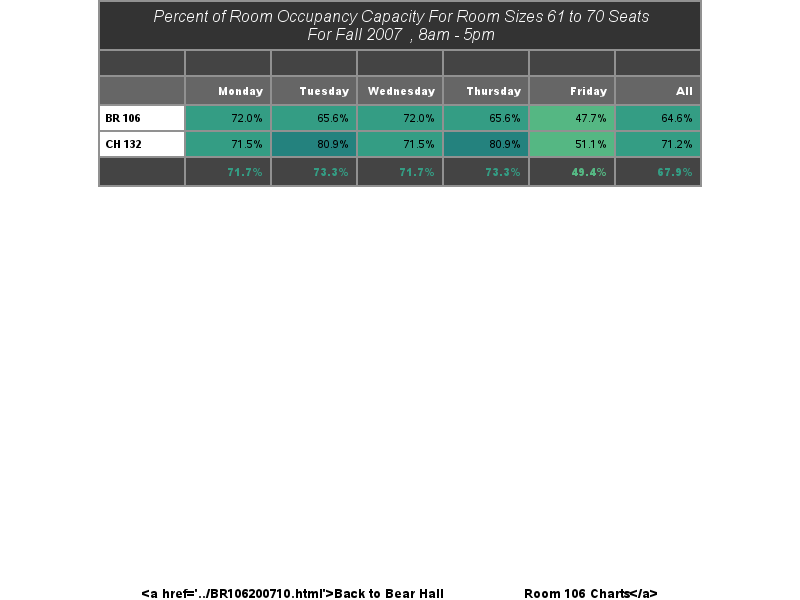 Percent of Room Occupancy Capacity For Room Sizes 61 to 70 Seats
For Fall 2007 , 8am - 5pm
Monday Tuesday Wednesday Thursday Friday All
BR 106 72.0% 65.6% 72.0% 65.6% 47.7% 64.6%
CH 132 71.5% 80.9% 71.5% 80.9% 51.1% 71.2%
71.7% 73.3% 71.7% 73.3% 49.4% 67.9%
<a href='../BR106200710.html'>Back to Bear Hall Room 106 Charts</a>